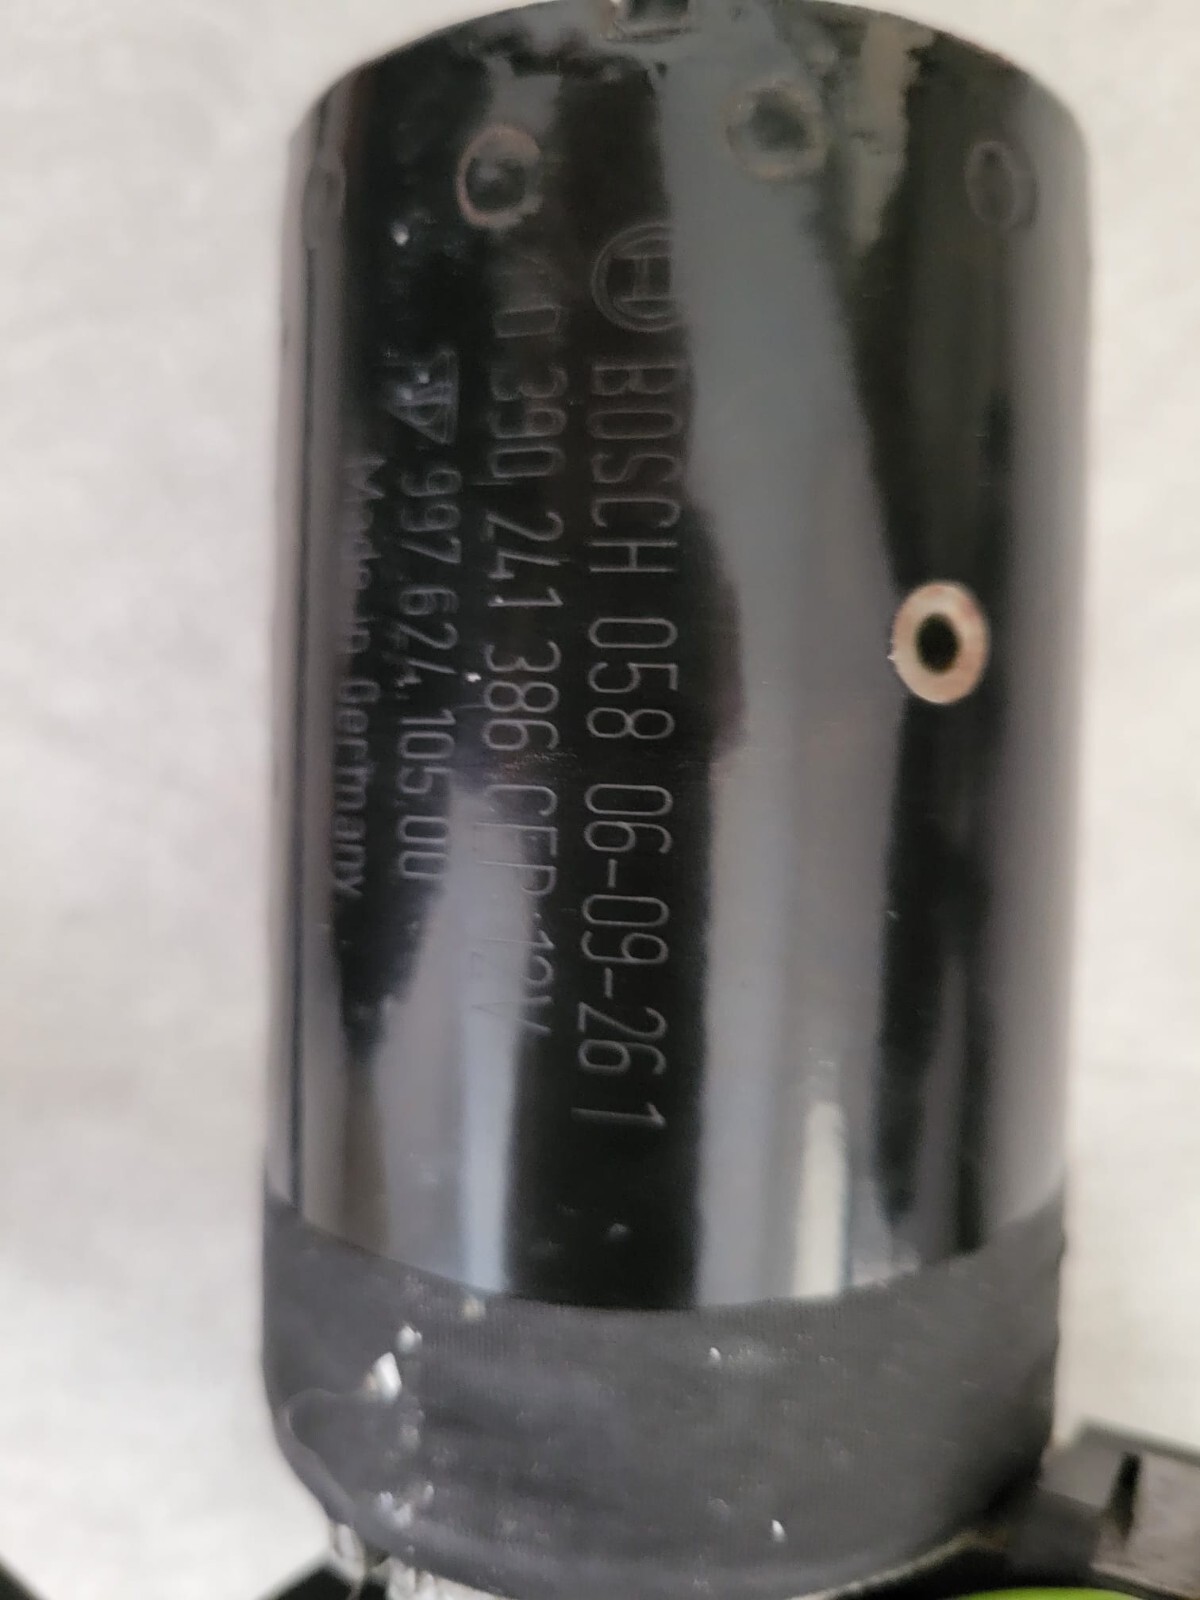 BOSCH 058 06-09-26 1
0 390 241 386 CEP 12V
997.624.105.00
Made in Germany